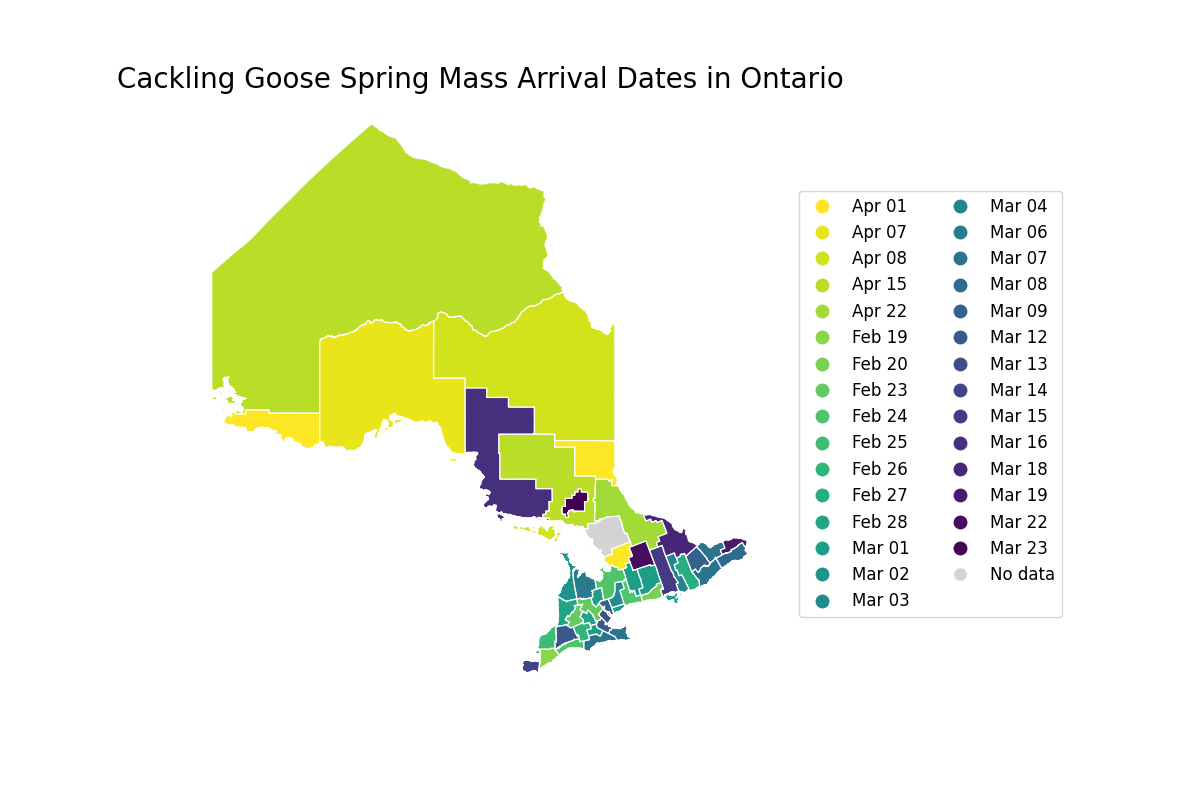 Cackling Goose Spring Mass Arrival Dates in Ontario
Apr 01
Apr 07
Apr 08
Apr 15
Apr 22
Feb 19
Feb 20
Feb 23
Feb 24
Feb 25
Feb 26
Feb 27
Feb 28
Mar 01
Mar 02
Mar 03
Mar 04
Mar 06
Mar 07
Mar 08
Mar 09
Mar 12
Mar 13
Mar 14
Mar 15
Mar 16
Mar 18
Mar 19
Mar 22
Mar 23
No data